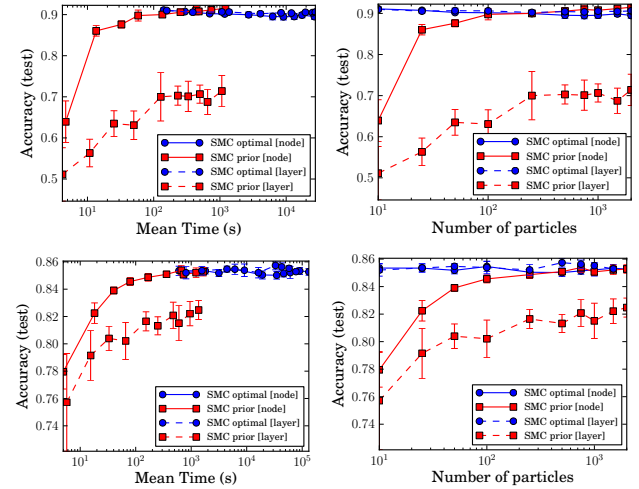 0.9
0.8
0.7
0.6
0.5
Accuracy (test)
SMC optimal [node]
SMC prior [node]
SMC optimal [layer]
SMC prior [layer]
10^1 10^2 10^3 10^4
Mean Time (s)
0.9
0.8
0.7
0.6
0.5
Accuracy (test)
SMC optimal [node]
SMC prior [node]
SMC optimal [layer]
SMC prior [layer]
10^1 10^2 10^3
Number of particles
0.86
0.84
0.82
0.80
0.78
0.76
0.74
Accuracy (test)
SMC optimal [node]
SMC prior [node]
SMC optimal [layer]
SMC prior [layer]
10^1 10^2 10^3 10^4 10^5
Mean Time (s)
0.86
0.84
0.82
0.80
0.78
0.76
0.74
Accuracy (test)
SMC optimal [node]
SMC prior [node]
SMC optimal [layer]
SMC prior [layer]
10^1 10^2 10^3
Number of particles